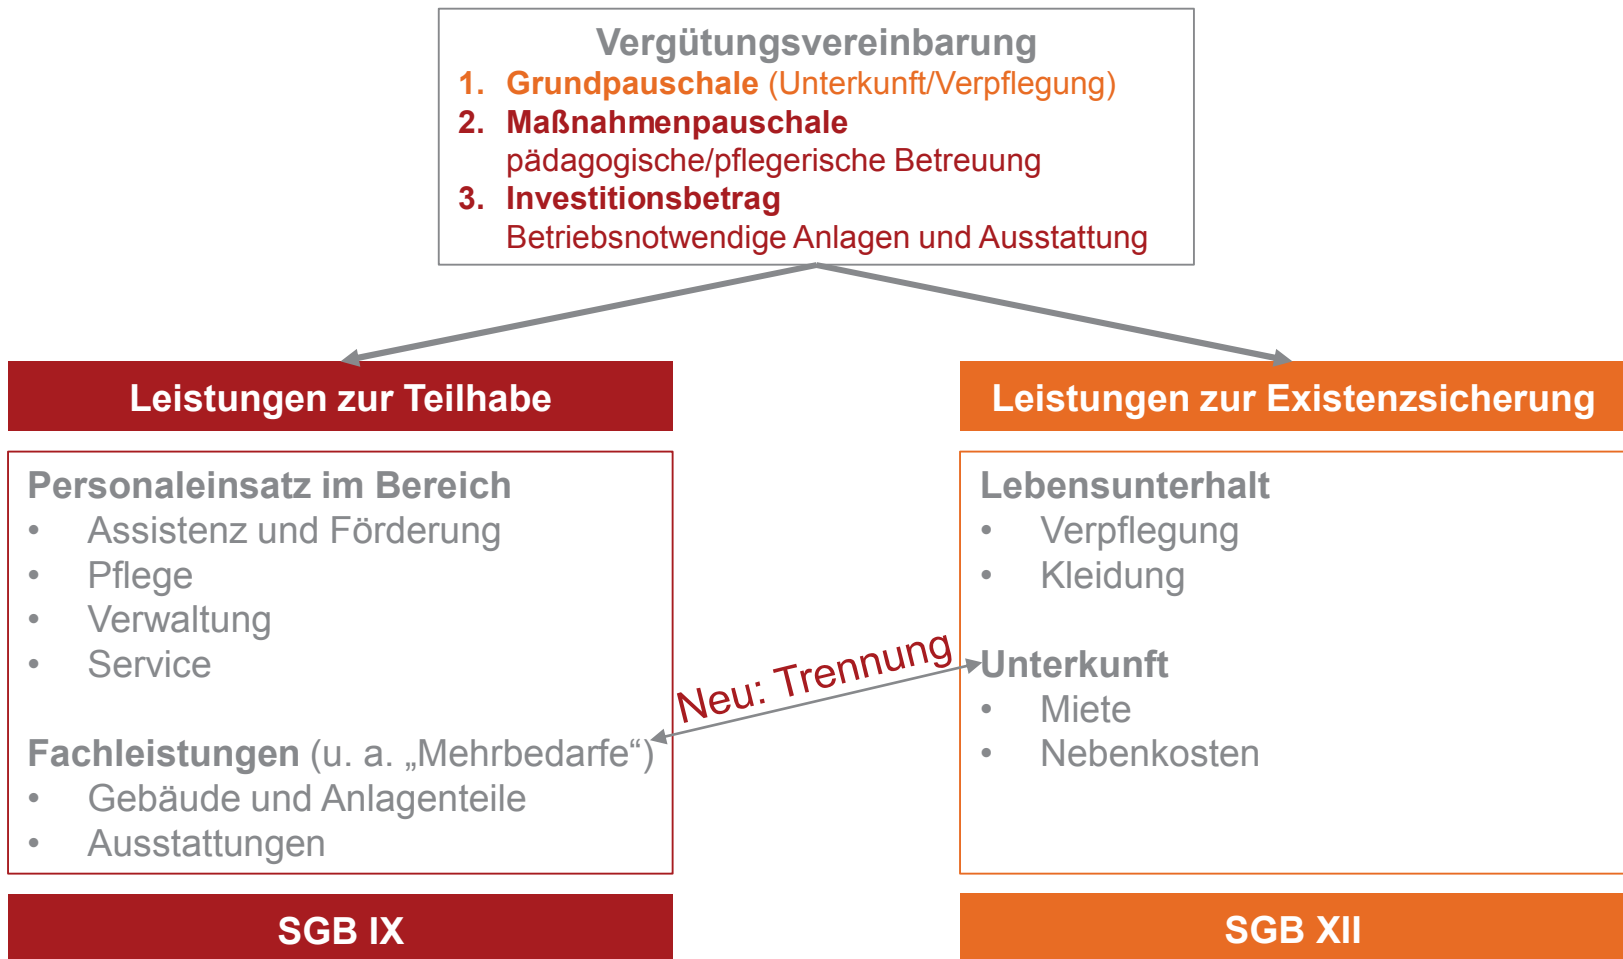 Vergütungsvereinbarung
1. Grundpauschale (Unterkunft/Verpflegung)
2. Maßnahmenpauschale
pädagogische/pflegerische Betreuung
3. Investitionsbetrag
Betriebsnotwendige Anlagen und Ausstattung
Leistungen zur Teilhabe
Personaleinsatz im Bereich
• Assistenz und Förderung
• Pflege
• Verwaltung
• Service
Fachleistungen (u. a. „Mehrbedarfe“)
• Gebäude und Anlagenteile
• Ausstattungen
SGB IX
Neu: Trennung
Leistungen zur Existenzsicherung
Lebensunterhalt
• Verpflegung
• Kleidung
Unterkunft
• Miete
• Nebenkosten
SGB XII